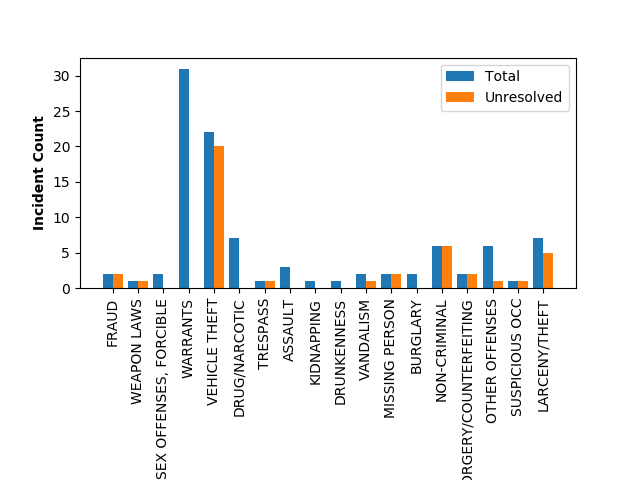 Total
Unresolved
Incident Count
30
25
20
15
10
5
0
FRAUD
WEAPON LAWS
SEX OFFENSES, FORCIBLE
WARRANTS
VEHICLE THEFT
DRUG/NARCOTIC
TRESPASS
ASSAULT
KIDNAPPING
DRUNKENNESS
VANDALISM
MISSING PERSON
BURGLARY
NON-CRIMINAL
ORGERY/COUNTERFEITING
OTHER OFFENSES
SUSPICIOUS OCC
LARCENY/THEFT